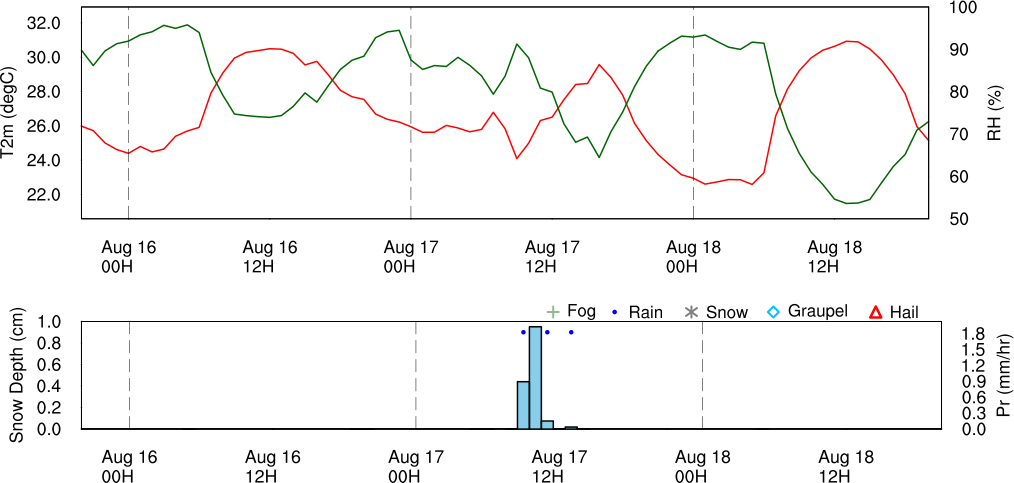 T2m (degC)
32.0
30.0
28.0
26.0
24.0
22.0
100
90
80
70
60
50
RH (%)
Aug 16 Aug 16 Aug 17 Aug 17 Aug 18 Aug 18
00H 12H 00H 12H 00H 12H
Fog Rain Snow Graupel Hail
Snow Depth (cm)
1.0
0.8
0.6
0.4
0.2
0.0
1.8
1.5
1.2
0.9
0.6
0.3
0.0
Pr (mm/hr)
Aug 16 Aug 16 Aug 17 Aug 17 Aug 18 Aug 18
00H 12H 00H 12H 00H 12H